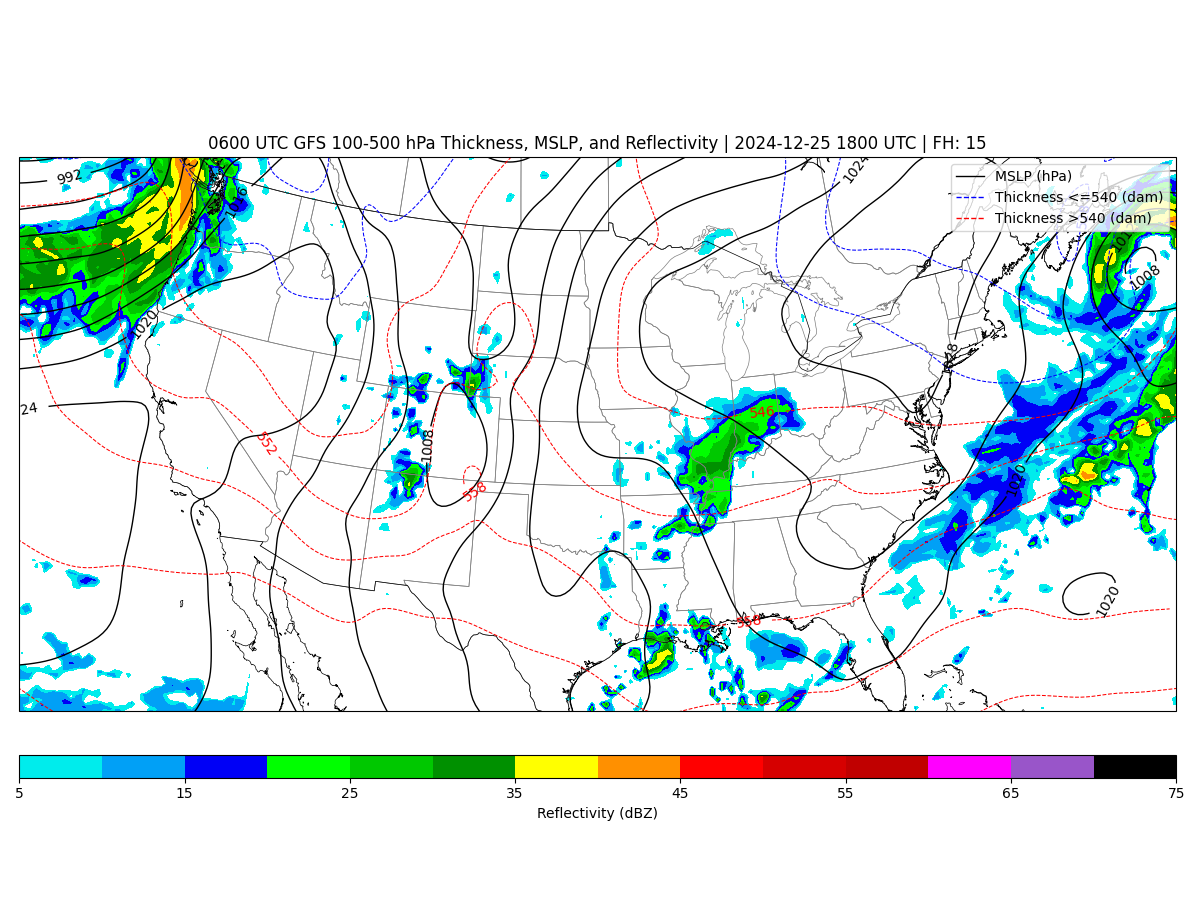 0600 UTC GFS 100-500 hPa Thickness, MSLP, and Reflectivity | 2024-12-25 1800 UTC | FH: 15
992
1024
MSLP (hPa)
Thickness <=540 (dam)
Thickness >540 (dam)
1008
1020
1028
24
546
552
1008
558
1020
1020
558
5 15 25 35 45 55 65 75
Reflectivity (dBZ)